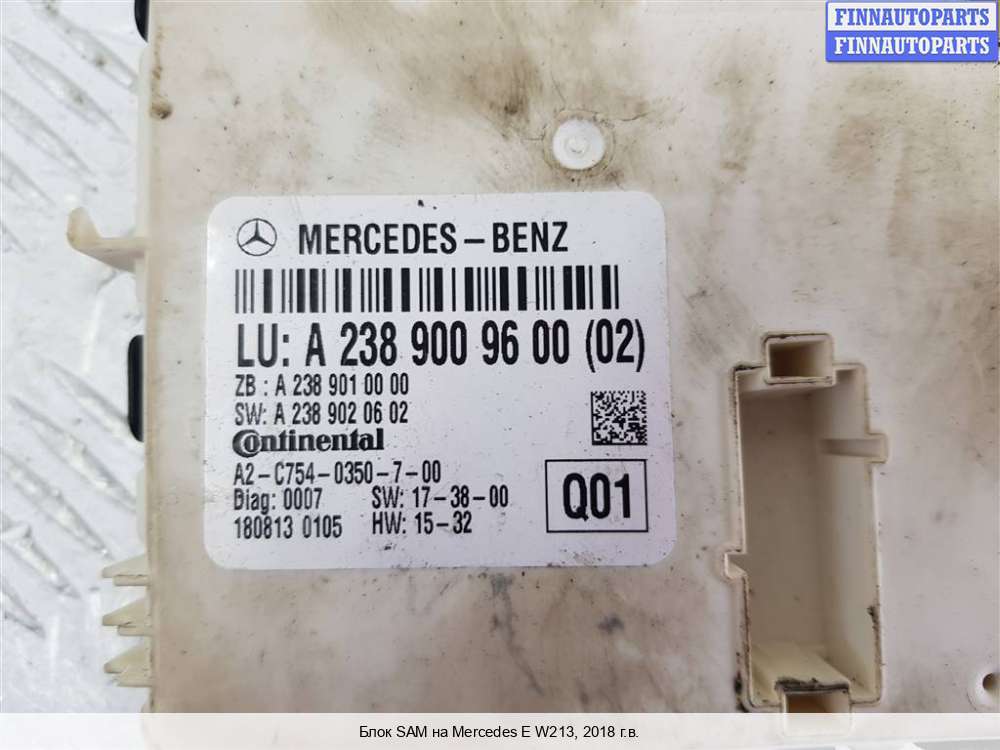 FINNAUTOPARTS
FINNAUTOPARTS
MERCEDES-BENZ
LU: A 238 900 96 00 (02)
ZB : A 238 901 00 00
SW: A 238 902 06 02
Continental
A2-C754-0350-7-00
Diag: 0007 SW: 17-38-00
180813 0105 HW: 15-32
Q01
Блок SAM на Mercedes E W213, 2018 г.в.